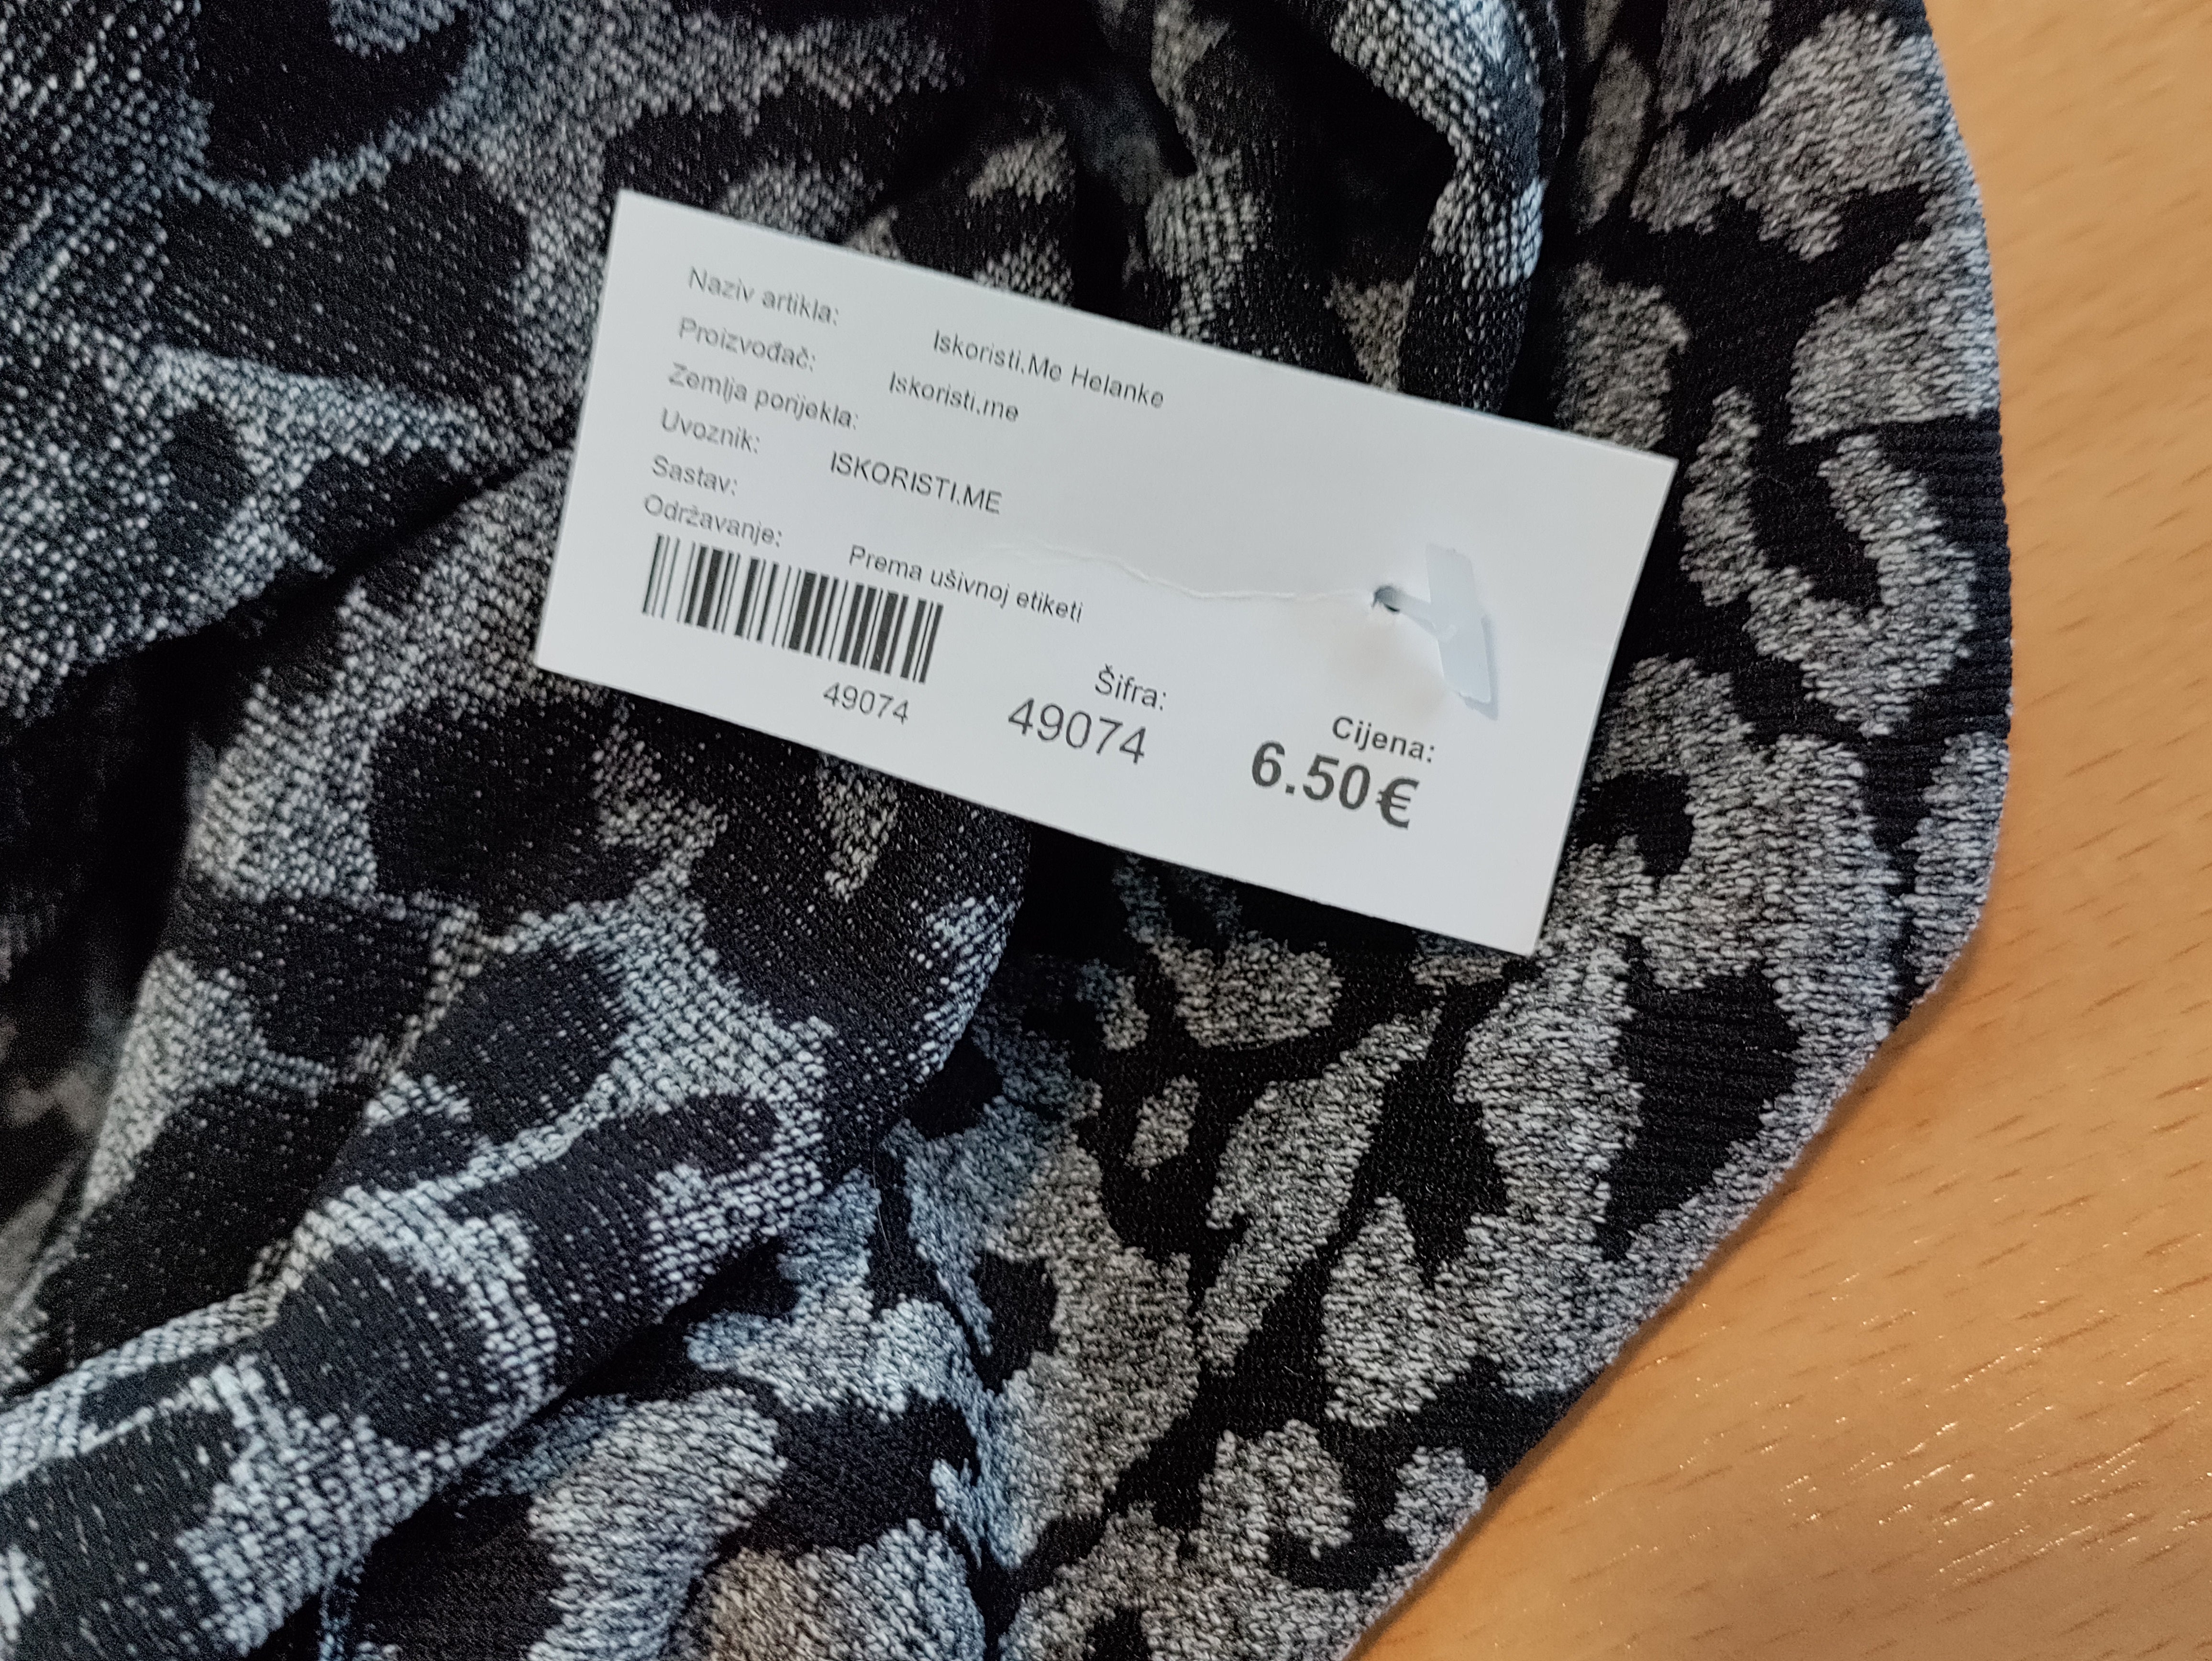 Naziv artikla: Iskoristi.Me Helanke
Proizvođač: Iskoristi.me
Zemlja porijekla:
Uvoznik: ISKORISTI.ME
Sastav:
Održavanje: Prema ušivnoj etiketi
49074
Šifra:
49074
Cijena:
6.50€